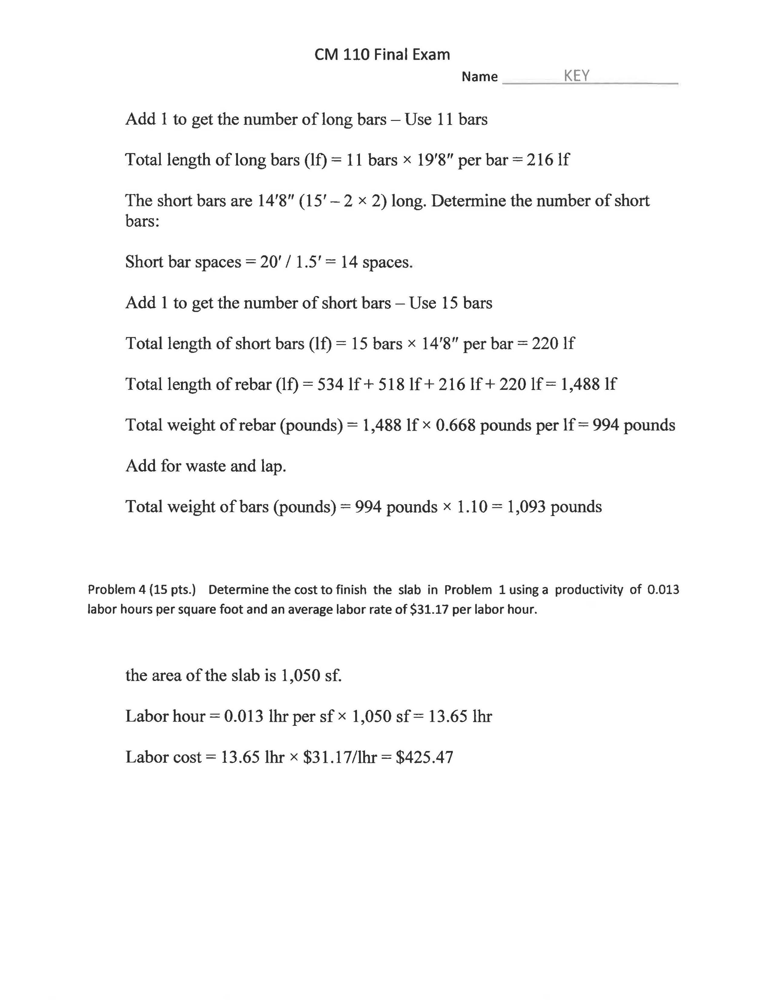 CM 110 Final Exam
Name KEY
Add 1 to get the number of long bars – Use 11 bars
Total length of long bars (lf) = 11 bars × 19′8″ per bar = 216 lf
The short bars are 14′8″ (15′ – 2 × 2) long. Determine the number of short
bars:
Short bar spaces = 20′ / 1.5′ = 14 spaces.
Add 1 to get the number of short bars – Use 15 bars
Total length of short bars (lf) = 15 bars × 14′8″ per bar = 220 lf
Total length of rebar (lf) = 534 lf + 518 lf + 216 lf + 220 lf = 1,488 lf
Total weight of rebar (pounds) = 1,488 lf × 0.668 pounds per lf = 994 pounds
Add for waste and lap.
Total weight of bars (pounds) = 994 pounds × 1.10 = 1,093 pounds
Problem 4 (15 pts.) Determine the cost to finish the slab in Problem 1 using a productivity of 0.013
labor hours per square foot and an average labor rate of $31.17 per labor hour.
the area of the slab is 1,050 sf.
Labor hour = 0.013 lhr per sf × 1,050 sf = 13.65 lhr
Labor cost = 13.65 lhr × $31.17/lhr = $425.47